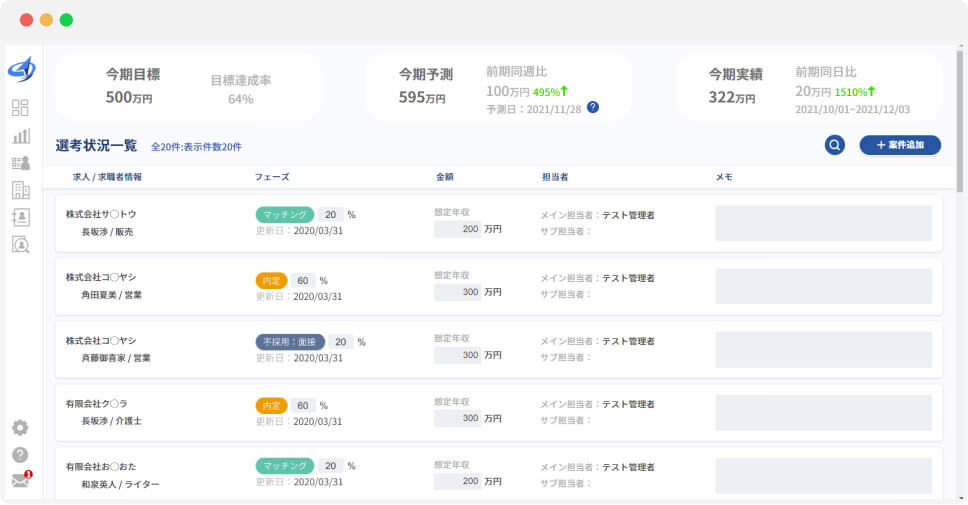 今期目標
500万円
目標達成率
64%
今期予測
595万円
前期同週比
100万円 495%↑
予測日:2021/11/28 ?
今期実績
322万円
前期同日比
20万円 1510%↑
2021/10/01~2021/12/03
選考状況一覧 全20件:表示件数20件
+ 案件追加
求人 / 求職者情報 フェーズ 金額 担当者 メモ
株式会社サ〇トウ
長坂渉 / 販売
マッチング 20 %
更新日:2020/03/31
想定年収
200 万円
メイン担当者:テスト管理者
サブ担当者:
株式会社コ〇ヤシ
角田夏美 / 営業
内定 60 %
更新日:2020/03/31
想定年収
300 万円
メイン担当者:テスト管理者
サブ担当者:
株式会社コ〇ヤシ
斉藤御喜家 / 営業
不採用:面接 20 %
更新日:2020/03/31
想定年収
300 万円
メイン担当者:テスト管理者
サブ担当者:
有限会社ク〇ラ
長坂渉 / 介護士
内定 60 %
更新日:2020/03/31
想定年収
300 万円
メイン担当者:テスト管理者
サブ担当者:
有限会社お〇おた
和泉英人 / ライター
マッチング 20 %
更新日:2020/03/31
想定年収
200 万円
メイン担当者:テスト管理者
サブ担当者:
?
1